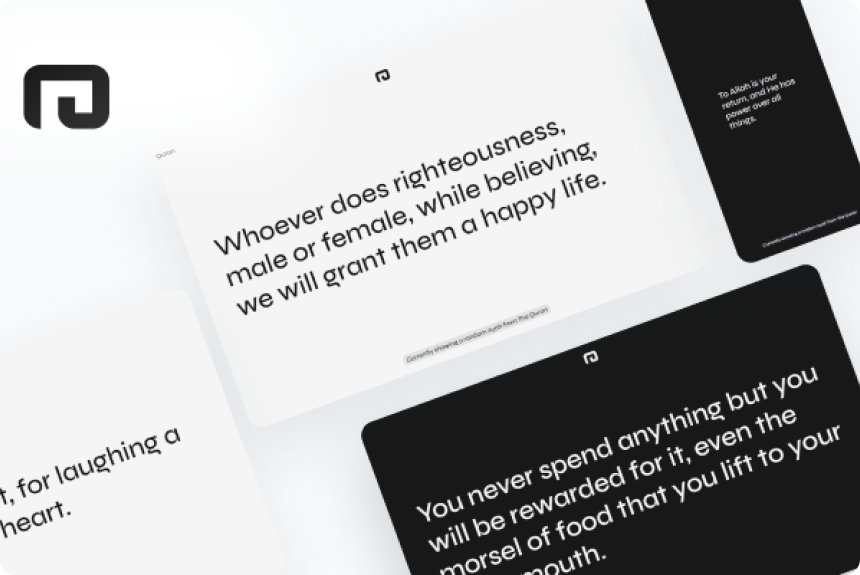 Quran
Whoever does righteousness,
male or female, while believing,
we will grant them a happy life.
Currently showing a random ayah from The Quran
To Allah is your
return, and He has
power over all
things.
Currently showing a random ayah from The Quran
t, for laughing a
heart.
You never spend anything but you
will be rewarded for it, even the
morsel of food that you lift to your
mouth.